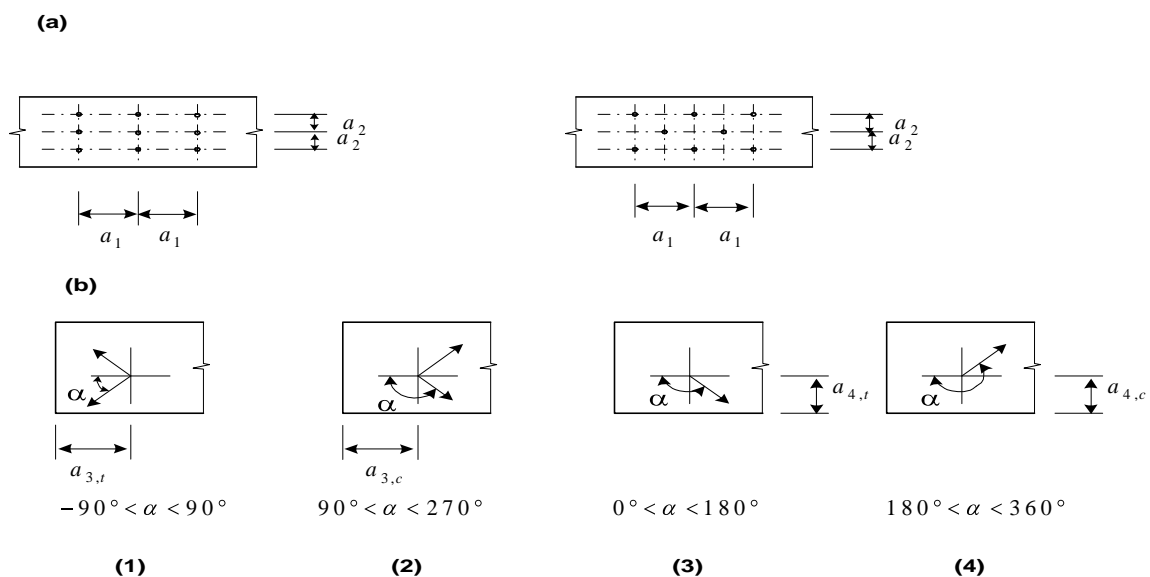 (a)
a2
a2
a2
a2
a1 a1
a1 a1
(b)
α
α
α
α
a4,t
a4,c
a3,t
a3,c
−90°<α<90°
90°<α<270°
0°<α<180°
180°<α<360°
(1)
(2)
(3)
(4)